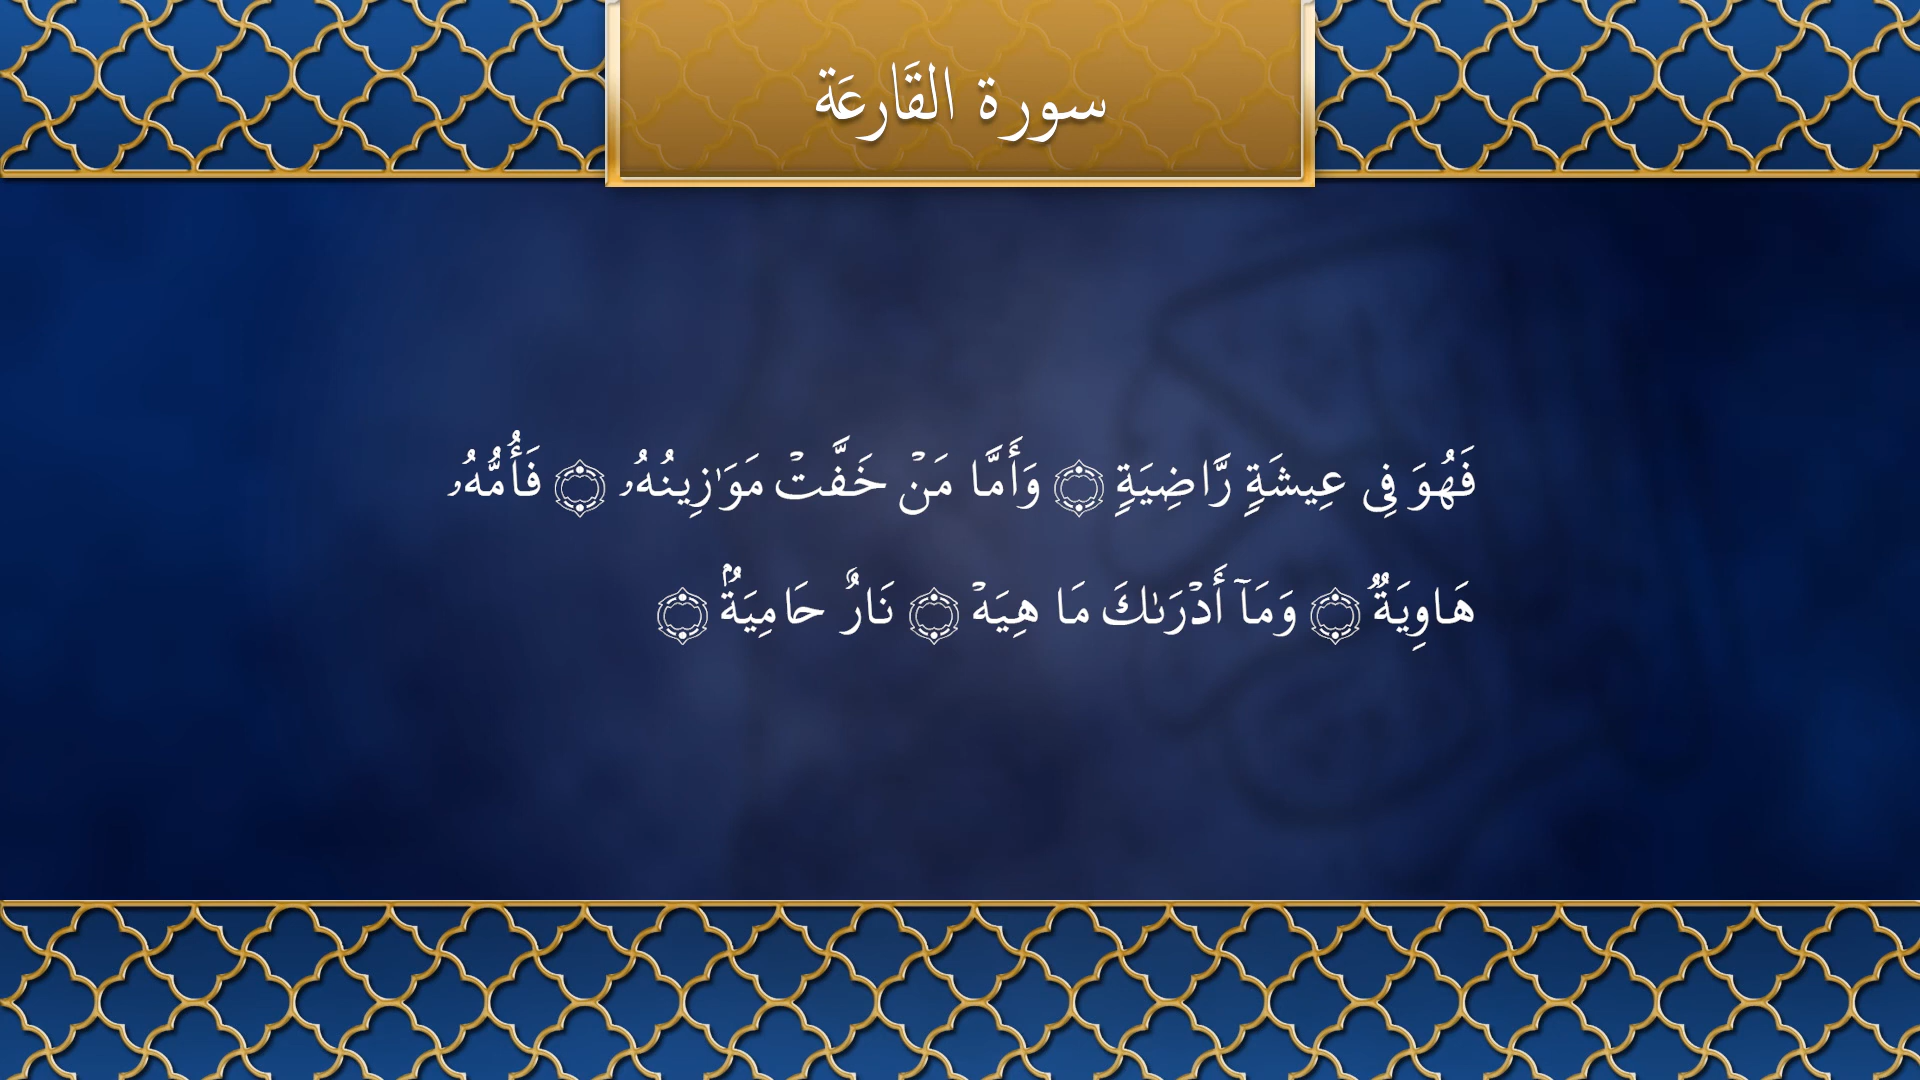 سورة القَارعَة
فَهُوَ فِى عِيشَةٍ رَّاضِيَةٍ ۝ وَأَمَّا مَنْ خَفَّتْ مَوَٰزِينُهُۥ ۝ فَأُمُّهُۥ
هَاوِيَةٌ ۝ وَمَآ أَدْرَىٰكَ مَا هِيَهْ ۝ نَارٌ حَامِيَةٌۢ ۝